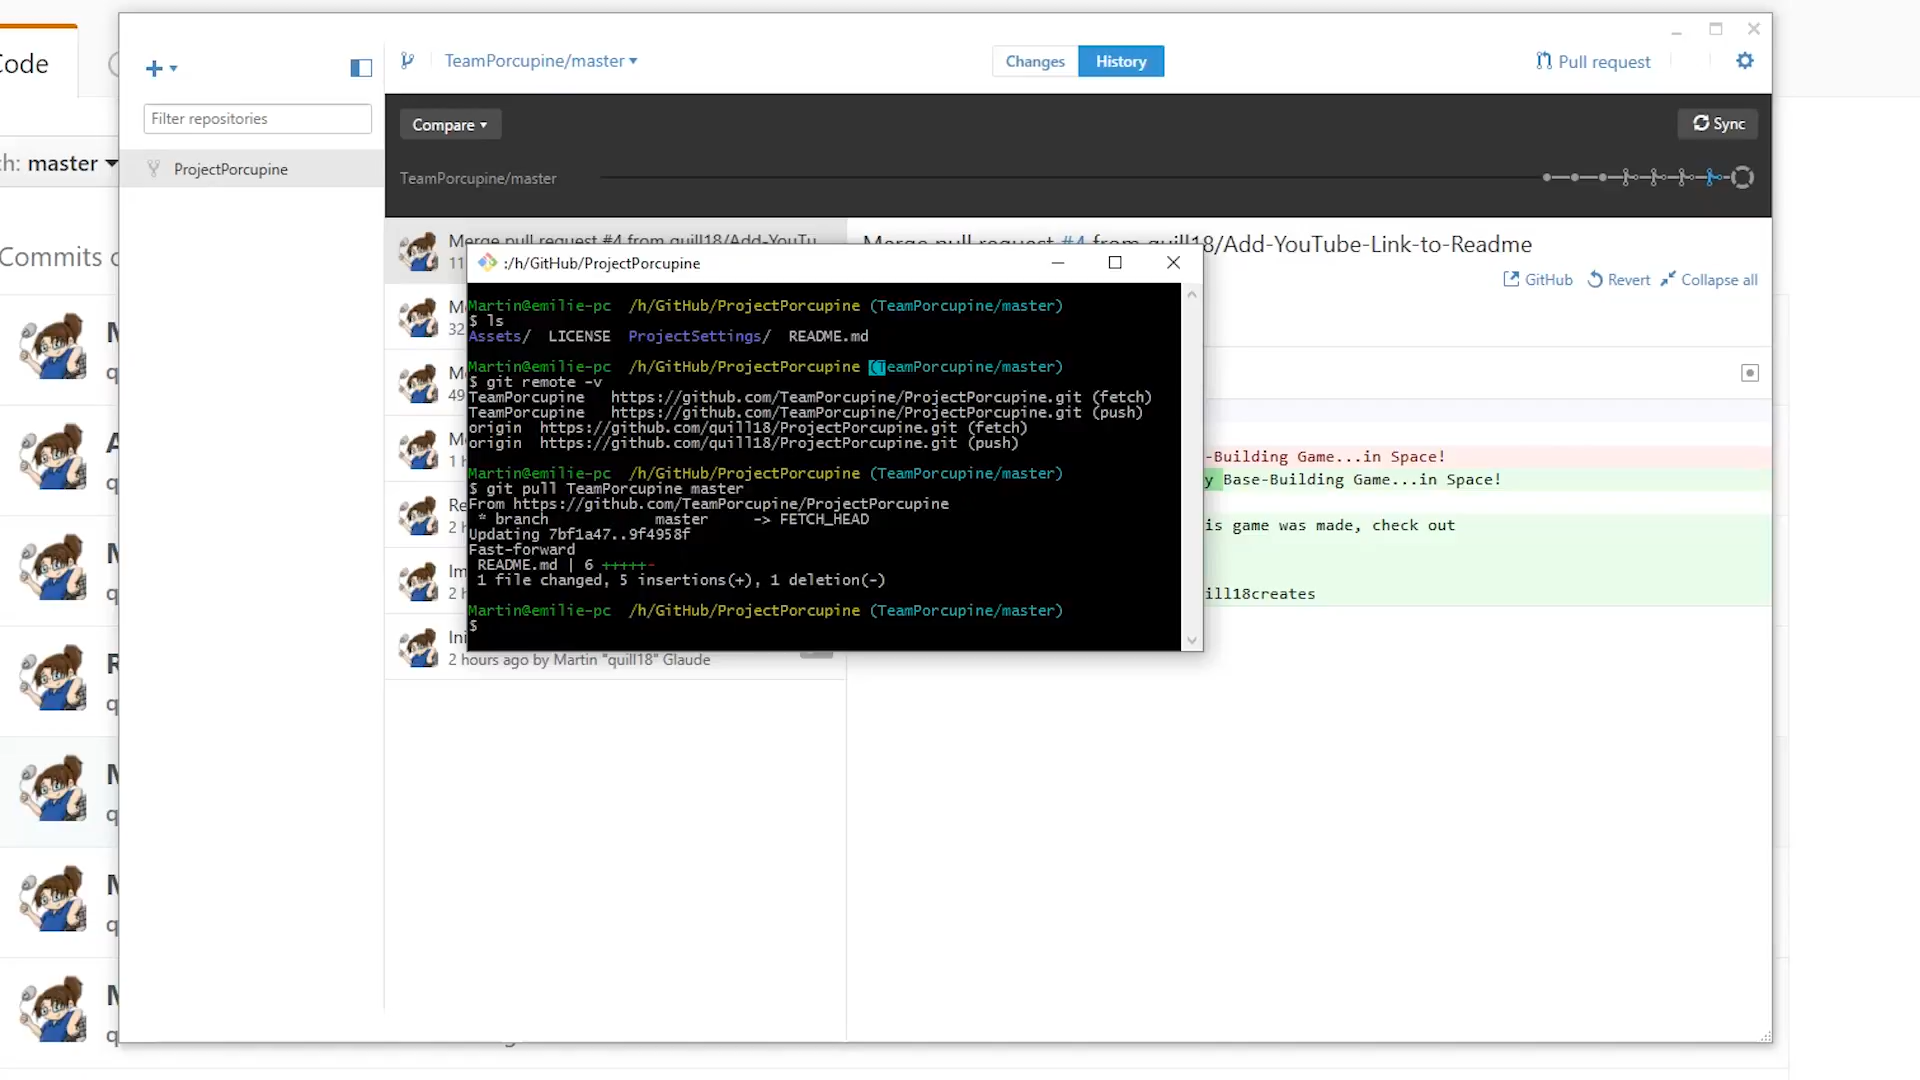 Code
TeamPorcupine/master
Changes
History
Pull request
Filter repositories
Compare
Sync
master
ProjectPorcupine
TeamPorcupine/master
Commits
Merge pull request #4 from quill18/Add-YouTu
Merge pull request #4 from quill18/Add-YouTube-Link-to-Readme
GitHub
Revert
Collapse all
:/h/GitHub/ProjectPorcupine
Martin@emilie-pc /h/GitHub/ProjectPorcupine (TeamPorcupine/master)
$ ls
Assets/ LICENSE ProjectSettings/ README.md
Martin@emilie-pc /h/GitHub/ProjectPorcupine (TeamPorcupine/master)
$ git remote -v
TeamPorcupine https://github.com/TeamPorcupine/ProjectPorcupine.git (fetch)
TeamPorcupine https://github.com/TeamPorcupine/ProjectPorcupine.git (push)
origin https://github.com/quill18/ProjectPorcupine.git (fetch)
origin https://github.com/quill18/ProjectPorcupine.git (push)
Martin@emilie-pc /h/GitHub/ProjectPorcupine (TeamPorcupine/master)
$ git pull TeamPorcupine master
From https://github.com/TeamPorcupine/ProjectPorcupine
* branch master -> FETCH_HEAD
Updating 7bf1a47..9f4958f
Fast-forward
README.md | 6 +++++-
1 file changed, 5 insertions(+), 1 deletion(-)
Martin@emilie-pc /h/GitHub/ProjectPorcupine (TeamPorcupine/master)
$
-Building Game...in Space!
y Base-Building Game...in Space!
is game was made, check out
ill18creates
2 hours ago by Martin "quill18" Glaude